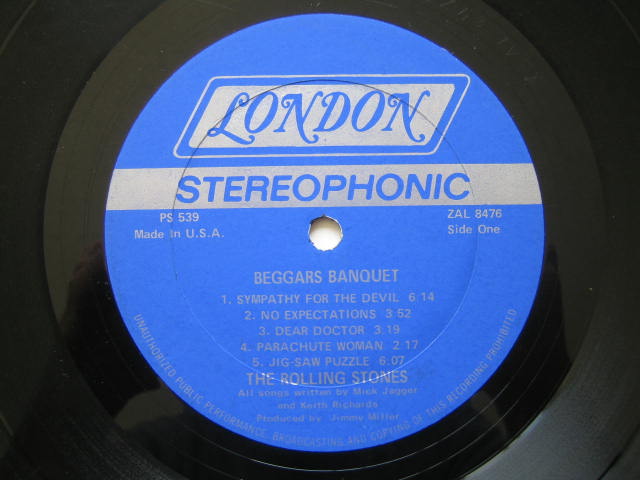 LONDON
STEREOPHONIC
PS 539
Made In U.S.A.
ZAL 8476
Side One
BEGGARS BANQUET
1. SYMPATHY FOR THE DEVIL 6:14
2. NO EXPECTATIONS 3:52
3. DEAR DOCTOR 3:19
4. PARACHUTE WOMAN 2:17
5. JIG-SAW PUZZLE 6:07
THE ROLLING STONES
All songs written by Mick Jagger
and Keith Richards
Produced by Jimmy Miller
UNAUTHORIZED PUBLIC PERFORMANCE, BROADCASTING AND COPYING OF THIS RECORDING PROHIBITED